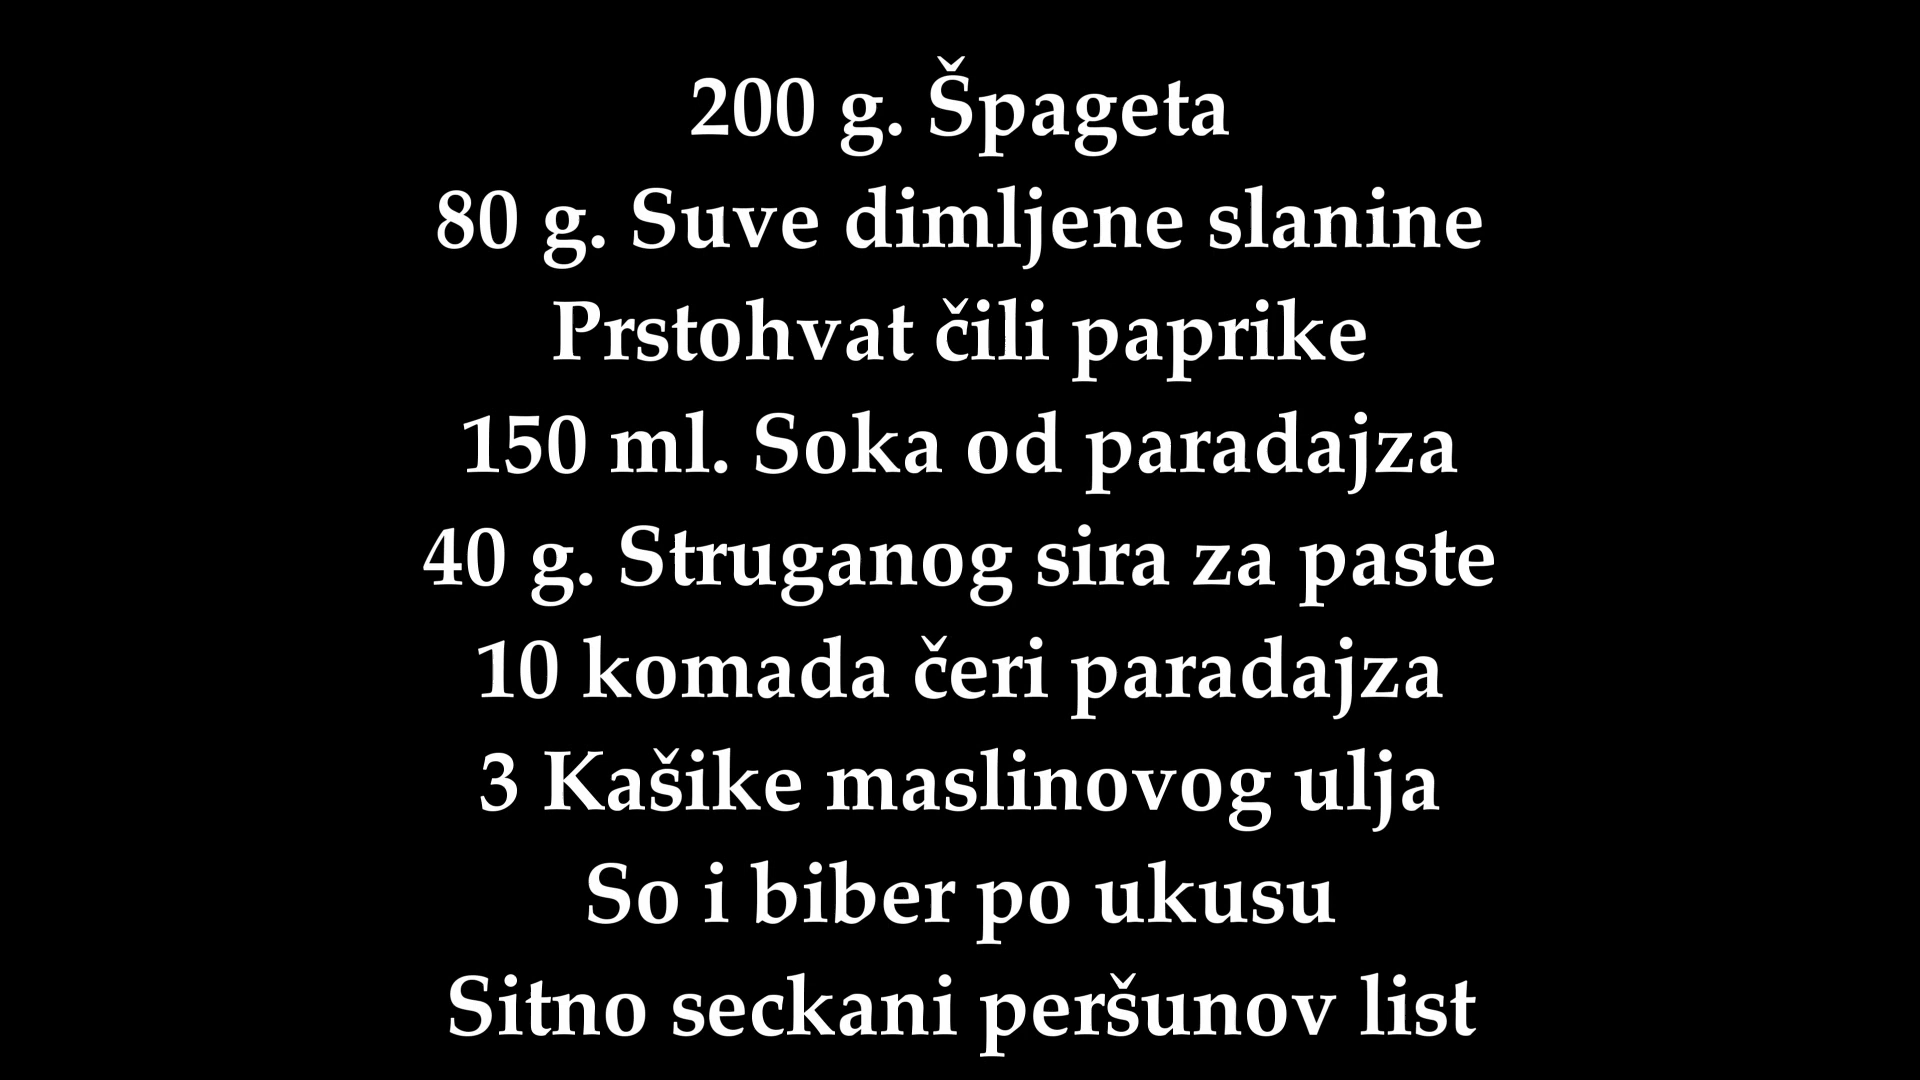 200 g. Špageta
80 g. Suve dimljene slanine
Prstohvat čili paprike
150 ml. Soka od paradajza
40 g. Struganog sira za paste
10 komada čeri paradajza
3 Kašike maslinovog ulja
So i biber po ukusu
Sitno seckani peršunov list